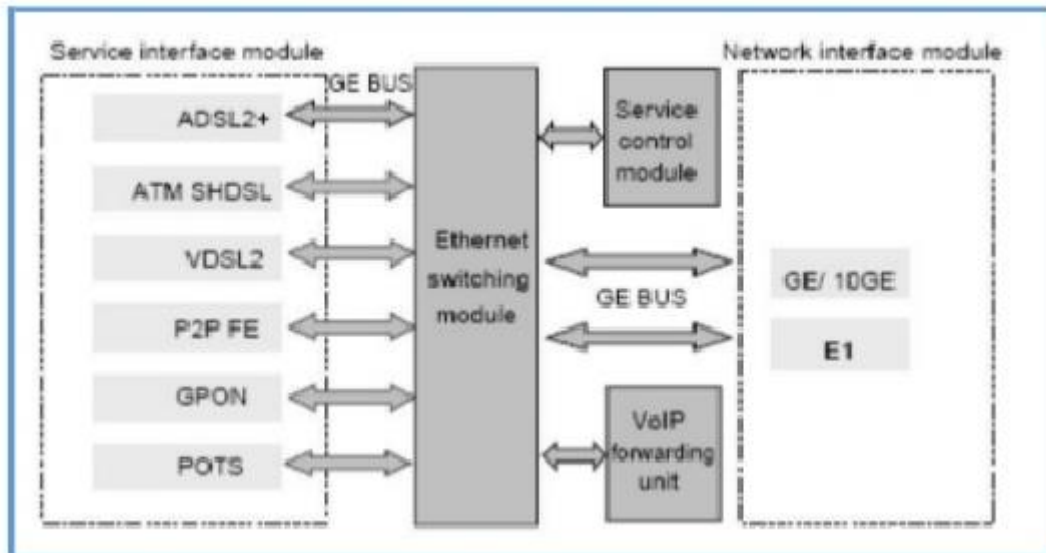 Service interface module
GE BUS
ADSL2+
ATM SHDSL
VDSL2
P2P FE
GPON
POTS
Ethernet
switching
module
Service
control
module
GE BUS
VoIP
forwarding
unit
Network interface module
GE/ 10GE
E1